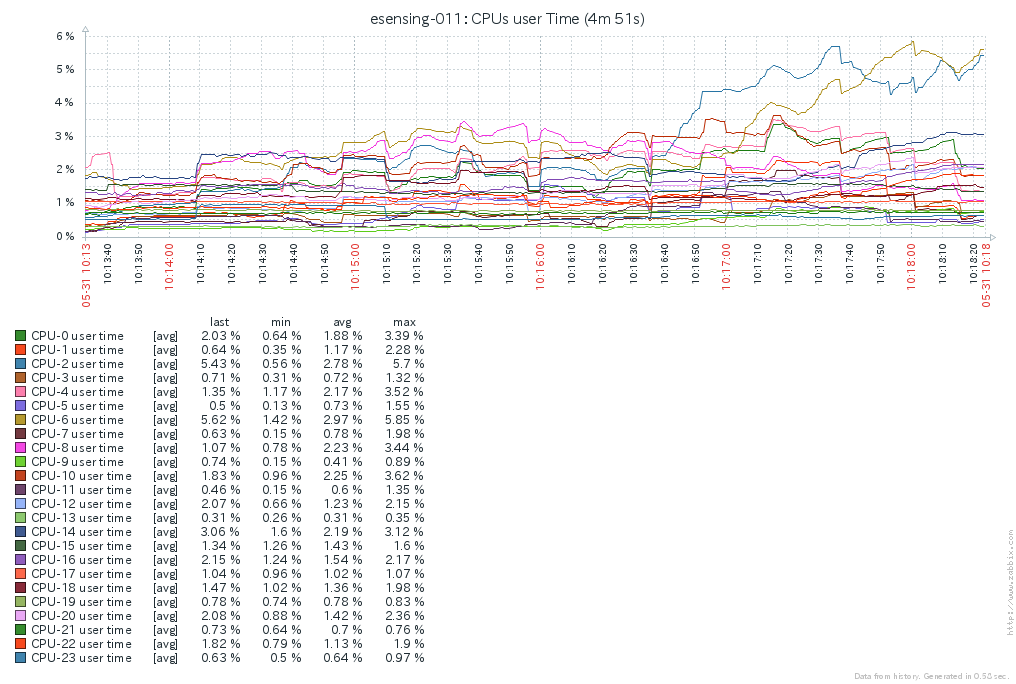 esensing-011: CPUs user Time (4m 51s)
6 %
5 %
4 %
3 %
2 %
1 %
0 %
05-31 10:13
10:13:40
10:13:50
10:14:00
10:14:10
10:14:20
10:14:30
10:14:40
10:14:50
10:15:00
10:15:10
10:15:20
10:15:30
10:15:40
10:15:50
10:16:00
10:16:10
10:16:20
10:16:30
10:16:40
10:16:50
10:17:00
10:17:10
10:17:20
10:17:30
10:17:40
10:17:50
10:18:00
10:18:10
10:18:20
05-31 10:18
last min avg max
CPU-0 user time [avg] 2.03 % 0.64 % 1.88 % 3.39 %
CPU-1 user time [avg] 0.64 % 0.35 % 1.17 % 2.28 %
CPU-2 user time [avg] 5.43 % 0.56 % 2.78 % 5.7 %
CPU-3 user time [avg] 0.71 % 0.31 % 0.72 % 1.32 %
CPU-4 user time [avg] 1.35 % 1.17 % 2.17 % 3.52 %
CPU-5 user time [avg] 0.5 % 0.13 % 0.73 % 1.55 %
CPU-6 user time [avg] 5.62 % 1.42 % 2.97 % 5.85 %
CPU-7 user time [avg] 0.63 % 0.15 % 0.78 % 1.98 %
CPU-8 user time [avg] 1.07 % 0.78 % 2.23 % 3.44 %
CPU-9 user time [avg] 0.74 % 0.15 % 0.41 % 0.89 %
CPU-10 user time [avg] 1.83 % 0.96 % 2.25 % 3.62 %
CPU-11 user time [avg] 0.46 % 0.15 % 0.6 % 1.35 %
CPU-12 user time [avg] 2.07 % 0.66 % 1.23 % 2.15 %
CPU-13 user time [avg] 0.31 % 0.26 % 0.31 % 0.35 %
CPU-14 user time [avg] 3.06 % 1.6 % 2.19 % 3.12 %
CPU-15 user time [avg] 1.34 % 1.26 % 1.43 % 1.6 %
CPU-16 user time [avg] 2.15 % 1.24 % 1.54 % 2.17 %
CPU-17 user time [avg] 1.04 % 0.96 % 1.02 % 1.07 %
CPU-18 user time [avg] 1.47 % 1.02 % 1.36 % 1.98 %
CPU-19 user time [avg] 0.78 % 0.74 % 0.78 % 0.83 %
CPU-20 user time [avg] 2.08 % 0.88 % 1.42 % 2.36 %
CPU-21 user time [avg] 0.73 % 0.64 % 0.7 % 0.76 %
CPU-22 user time [avg] 1.82 % 0.79 % 1.13 % 1.9 %
CPU-23 user time [avg] 0.63 % 0.5 % 0.64 % 0.97 %
http://www.zabbix.com
Data from history. Generated in 0.58 sec.